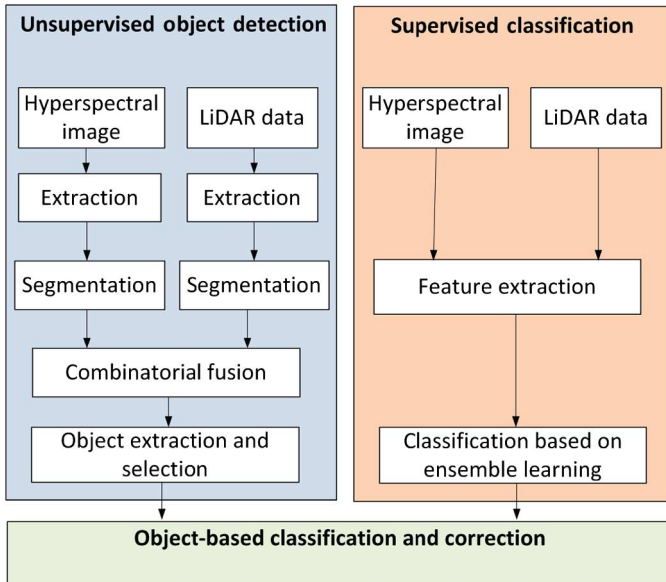 Unsupervised object detection
Hyperspectral
image
LiDAR data
Extraction
Extraction
Segmentation
Segmentation
Combinatorial fusion
Object extraction and
selection
Supervised classification
Hyperspectral
image
LiDAR data
Feature extraction
Classification based on
ensemble learning
Object-based classification and correction